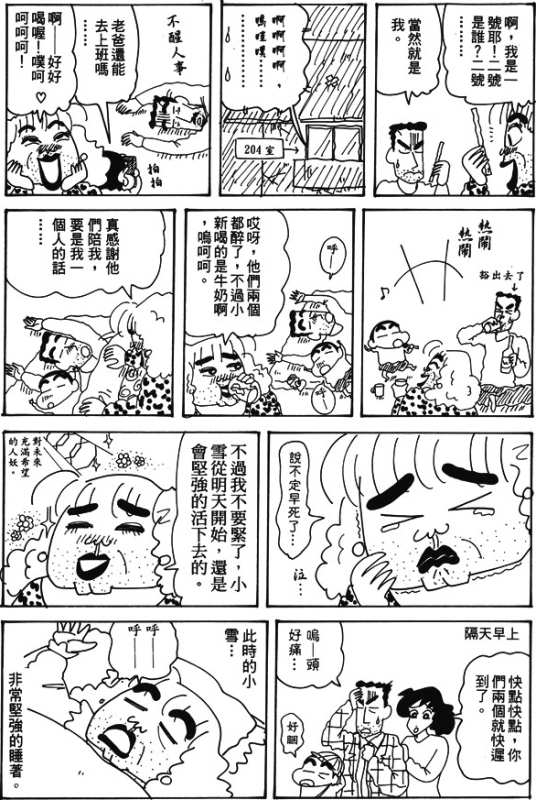 啊，我是一
號耶！二號
是誰？二號
……
當然就是
我。
啊啊啊啊，
嗚喧噗……
……
204室
不醒人事
老爸還能
去上班嗎
……
啊——好好
喝喔！噗呵
呵呵呵！♡
拍拍
熱鬧
熱鬧
豁出去了
呼
哎呀，他們兩個
都醉了，不過小
新喝的是牛奶啊
，嗚呵呵。
呼
真感謝他
們陪我，
要是我一
個人的話
……
說不定早死了…
泣…
不過我不要緊了，小
雪從明天開始，還是
會堅強的活下去的。
對未來
充滿希望
的人妖。
隔天早上
快點快點，你
們兩個就快遲
到了。
嗚——頭
好痛…
好睏
此時的小
雪…
呼——
呼——
非常堅強的睡著。